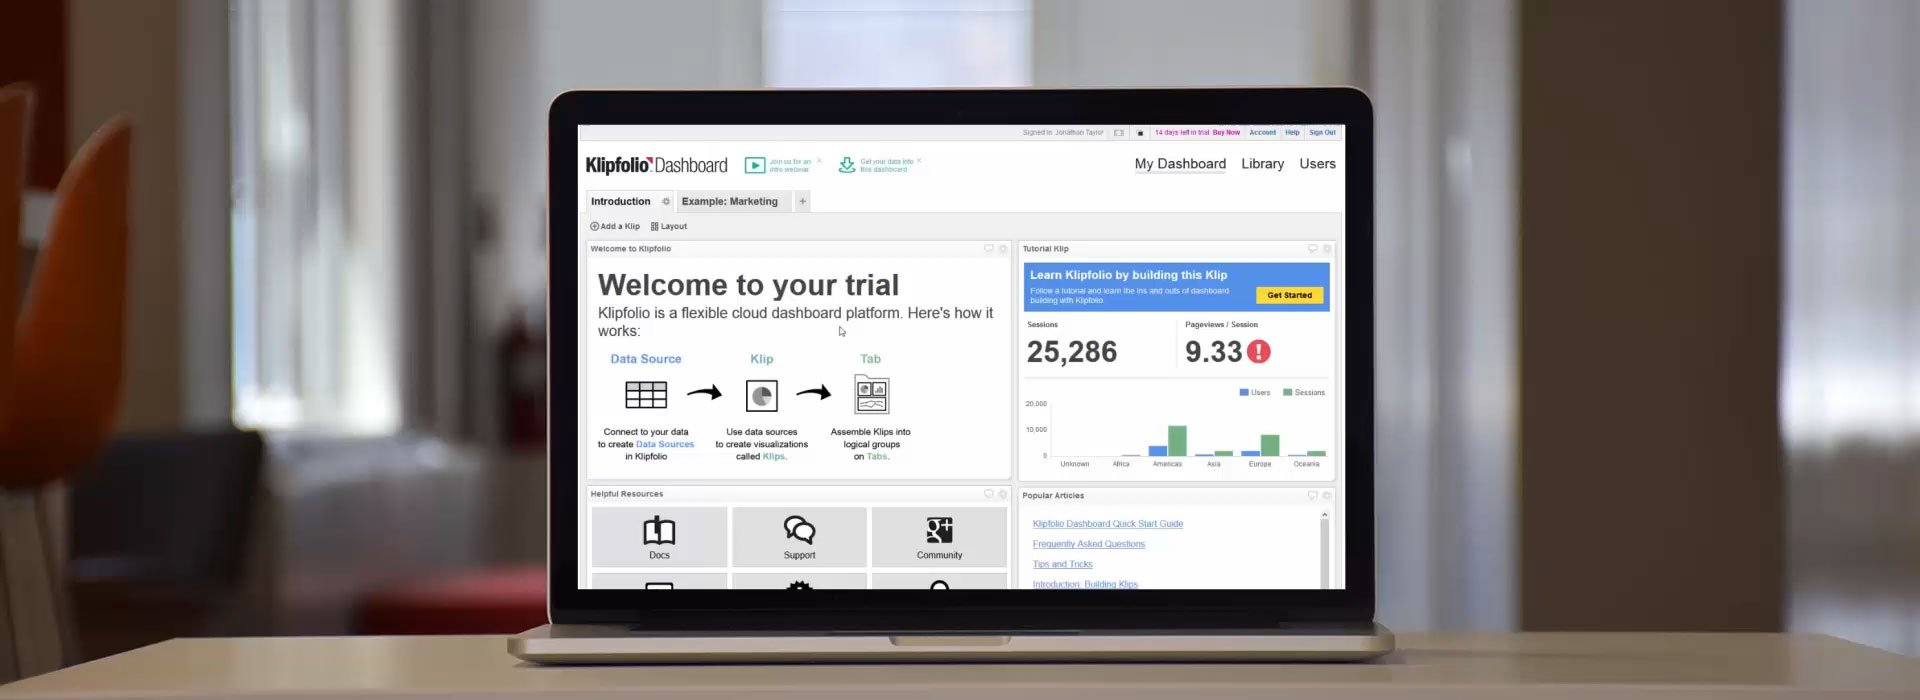 Signed in: Jonathan Taylor
14 days left in trial. Buy Now
Account
Help
Sign Out
Klipfolio Dashboard
Join us for an
intro webinar
×
Get your data into
this dashboard
×
My Dashboard
Library
Users
Introduction
Example: Marketing
+
Add a Klip
Layout
Welcome to Klipfolio
Welcome to your trial
Klipfolio is a flexible cloud dashboard platform. Here's how it
works:
Data Source
Klip
Tab
Connect to your data
to create Data Sources
in Klipfolio
Use data sources
to create visualizations
called Klips.
Assemble Klips into
logical groups
on Tabs.
Tutorial Klip
Learn Klipfolio by building this Klip
Follow a tutorial and learn the ins and outs of dashboard
building with Klipfolio
Get Started
Sessions
25,286
Pageviews / Session
9.33 !
Users
Sessions
20,000
10,000
0
Unknown
Africa
Americas
Asia
Europe
Oceania
Helpful Resources
Docs
Support
g+
Community
Popular Articles
Klipfolio Dashboard Quick Start Guide
Frequently Asked Questions
Tips and Tricks
Introduction: Building Klips